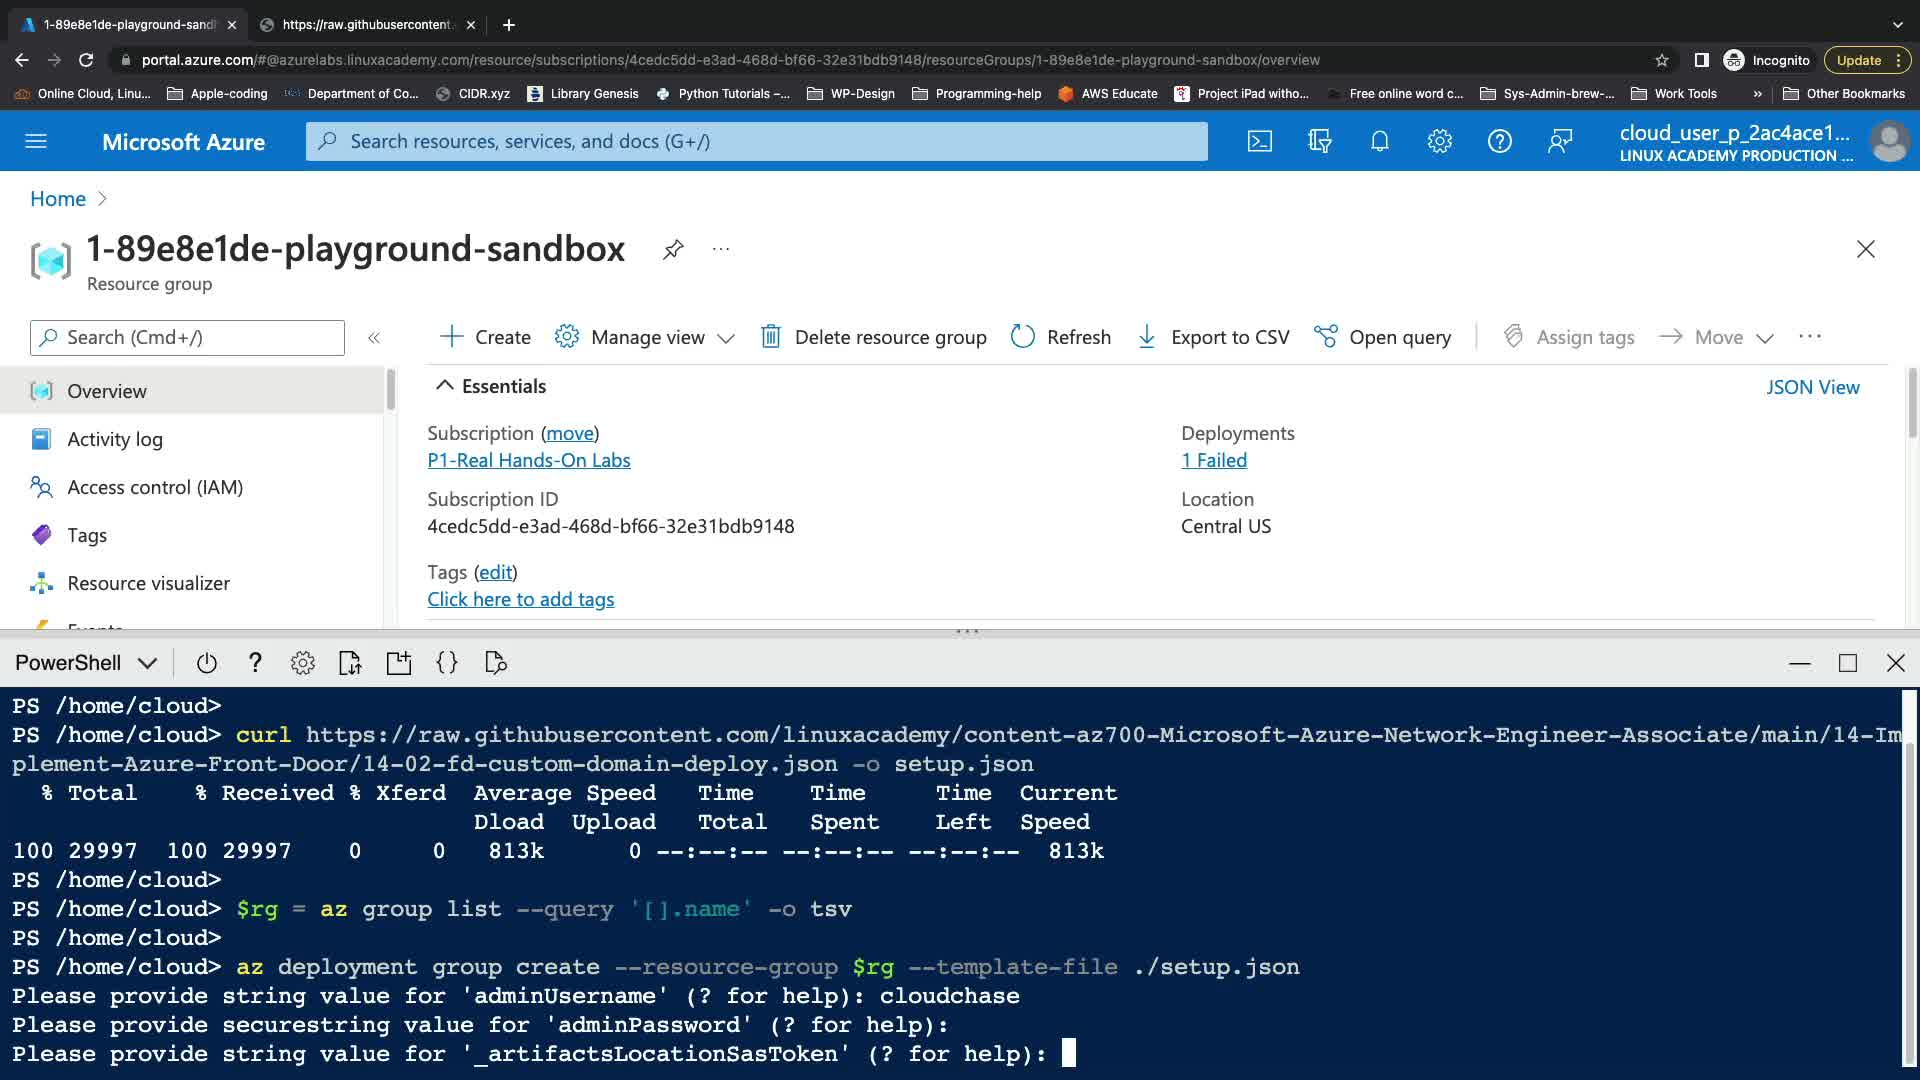 1-89e8e1de-playground-sandb
https://raw.githubusercontent.
portal.azure.com/#@azurelabs.linuxacademy.com/resource/subscriptions/4cedc5dd-e3ad-468d-bf66-32e31bdb9148/resourceGroups/1-89e8e1de-playground-sandbox/overview
Incognito
Update
Online Cloud, Linu...
Apple-coding
Department of Co...
CIDR.xyz
Library Genesis
Python Tutorials –...
WP-Design
Programming-help
AWS Educate
Project iPad witho...
Free online word c...
Sys-Admin-brew-...
Work Tools
»
Other Bookmarks
Microsoft Azure
Search resources, services, and docs (G+/)
cloud_user_p_2ac4ace1...
LINUX ACADEMY PRODUCTION ...
Home >
1-89e8e1de-playground-sandbox
Resource group
Search (Cmd+/)
«
Create
Manage view
Delete resource group
Refresh
Export to CSV
Open query
Assign tags
Move
Overview
Activity log
Access control (IAM)
Tags
Resource visualizer
Events
Essentials
JSON View
Subscription (move)
P1-Real Hands-On Labs
Subscription ID
4cedc5dd-e3ad-468d-bf66-32e31bdb9148
Tags (edit)
Click here to add tags
Deployments
1 Failed
Location
Central US
PowerShell
?
{}
PS /home/cloud>
PS /home/cloud> curl https://raw.githubusercontent.com/linuxacademy/content-az700-Microsoft-Azure-Network-Engineer-Associate/main/14-Im
plement-Azure-Front-Door/14-02-fd-custom-domain-deploy.json -o setup.json
% Total % Received % Xferd Average Speed Time Time Time Current
Dload Upload Total Spent Left Speed
100 29997 100 29997 0 0 813k 0 --:--:-- --:--:-- --:--:-- 813k
PS /home/cloud>
PS /home/cloud> $rg = az group list --query '[].name' -o tsv
PS /home/cloud>
PS /home/cloud> az deployment group create --resource-group $rg --template-file ./setup.json
Please provide string value for 'adminUsername' (? for help): cloudchase
Please provide securestring value for 'adminPassword' (? for help):
Please provide string value for '_artifactsLocationSasToken' (? for help):